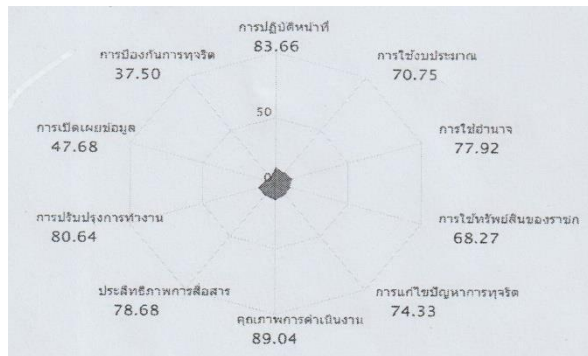 การปฏิบัติหน้าที่
83.66
การใช้งบประมาณ
70.75
การใช้อำนาจ
77.92
การใช้ทรัพย์สินของราชก
68.27
การแก้ไขปัญหาการทุจริต
74.33
คุณภาพการดำเนินงาน
89.04
ประสิทธิภาพการสื่อสาร
78.68
การปรับปรุงการทำงาน
80.64
การเปิดเผยข้อมูล
47.68
การป้องกันการทุจริต
37.50
50
0